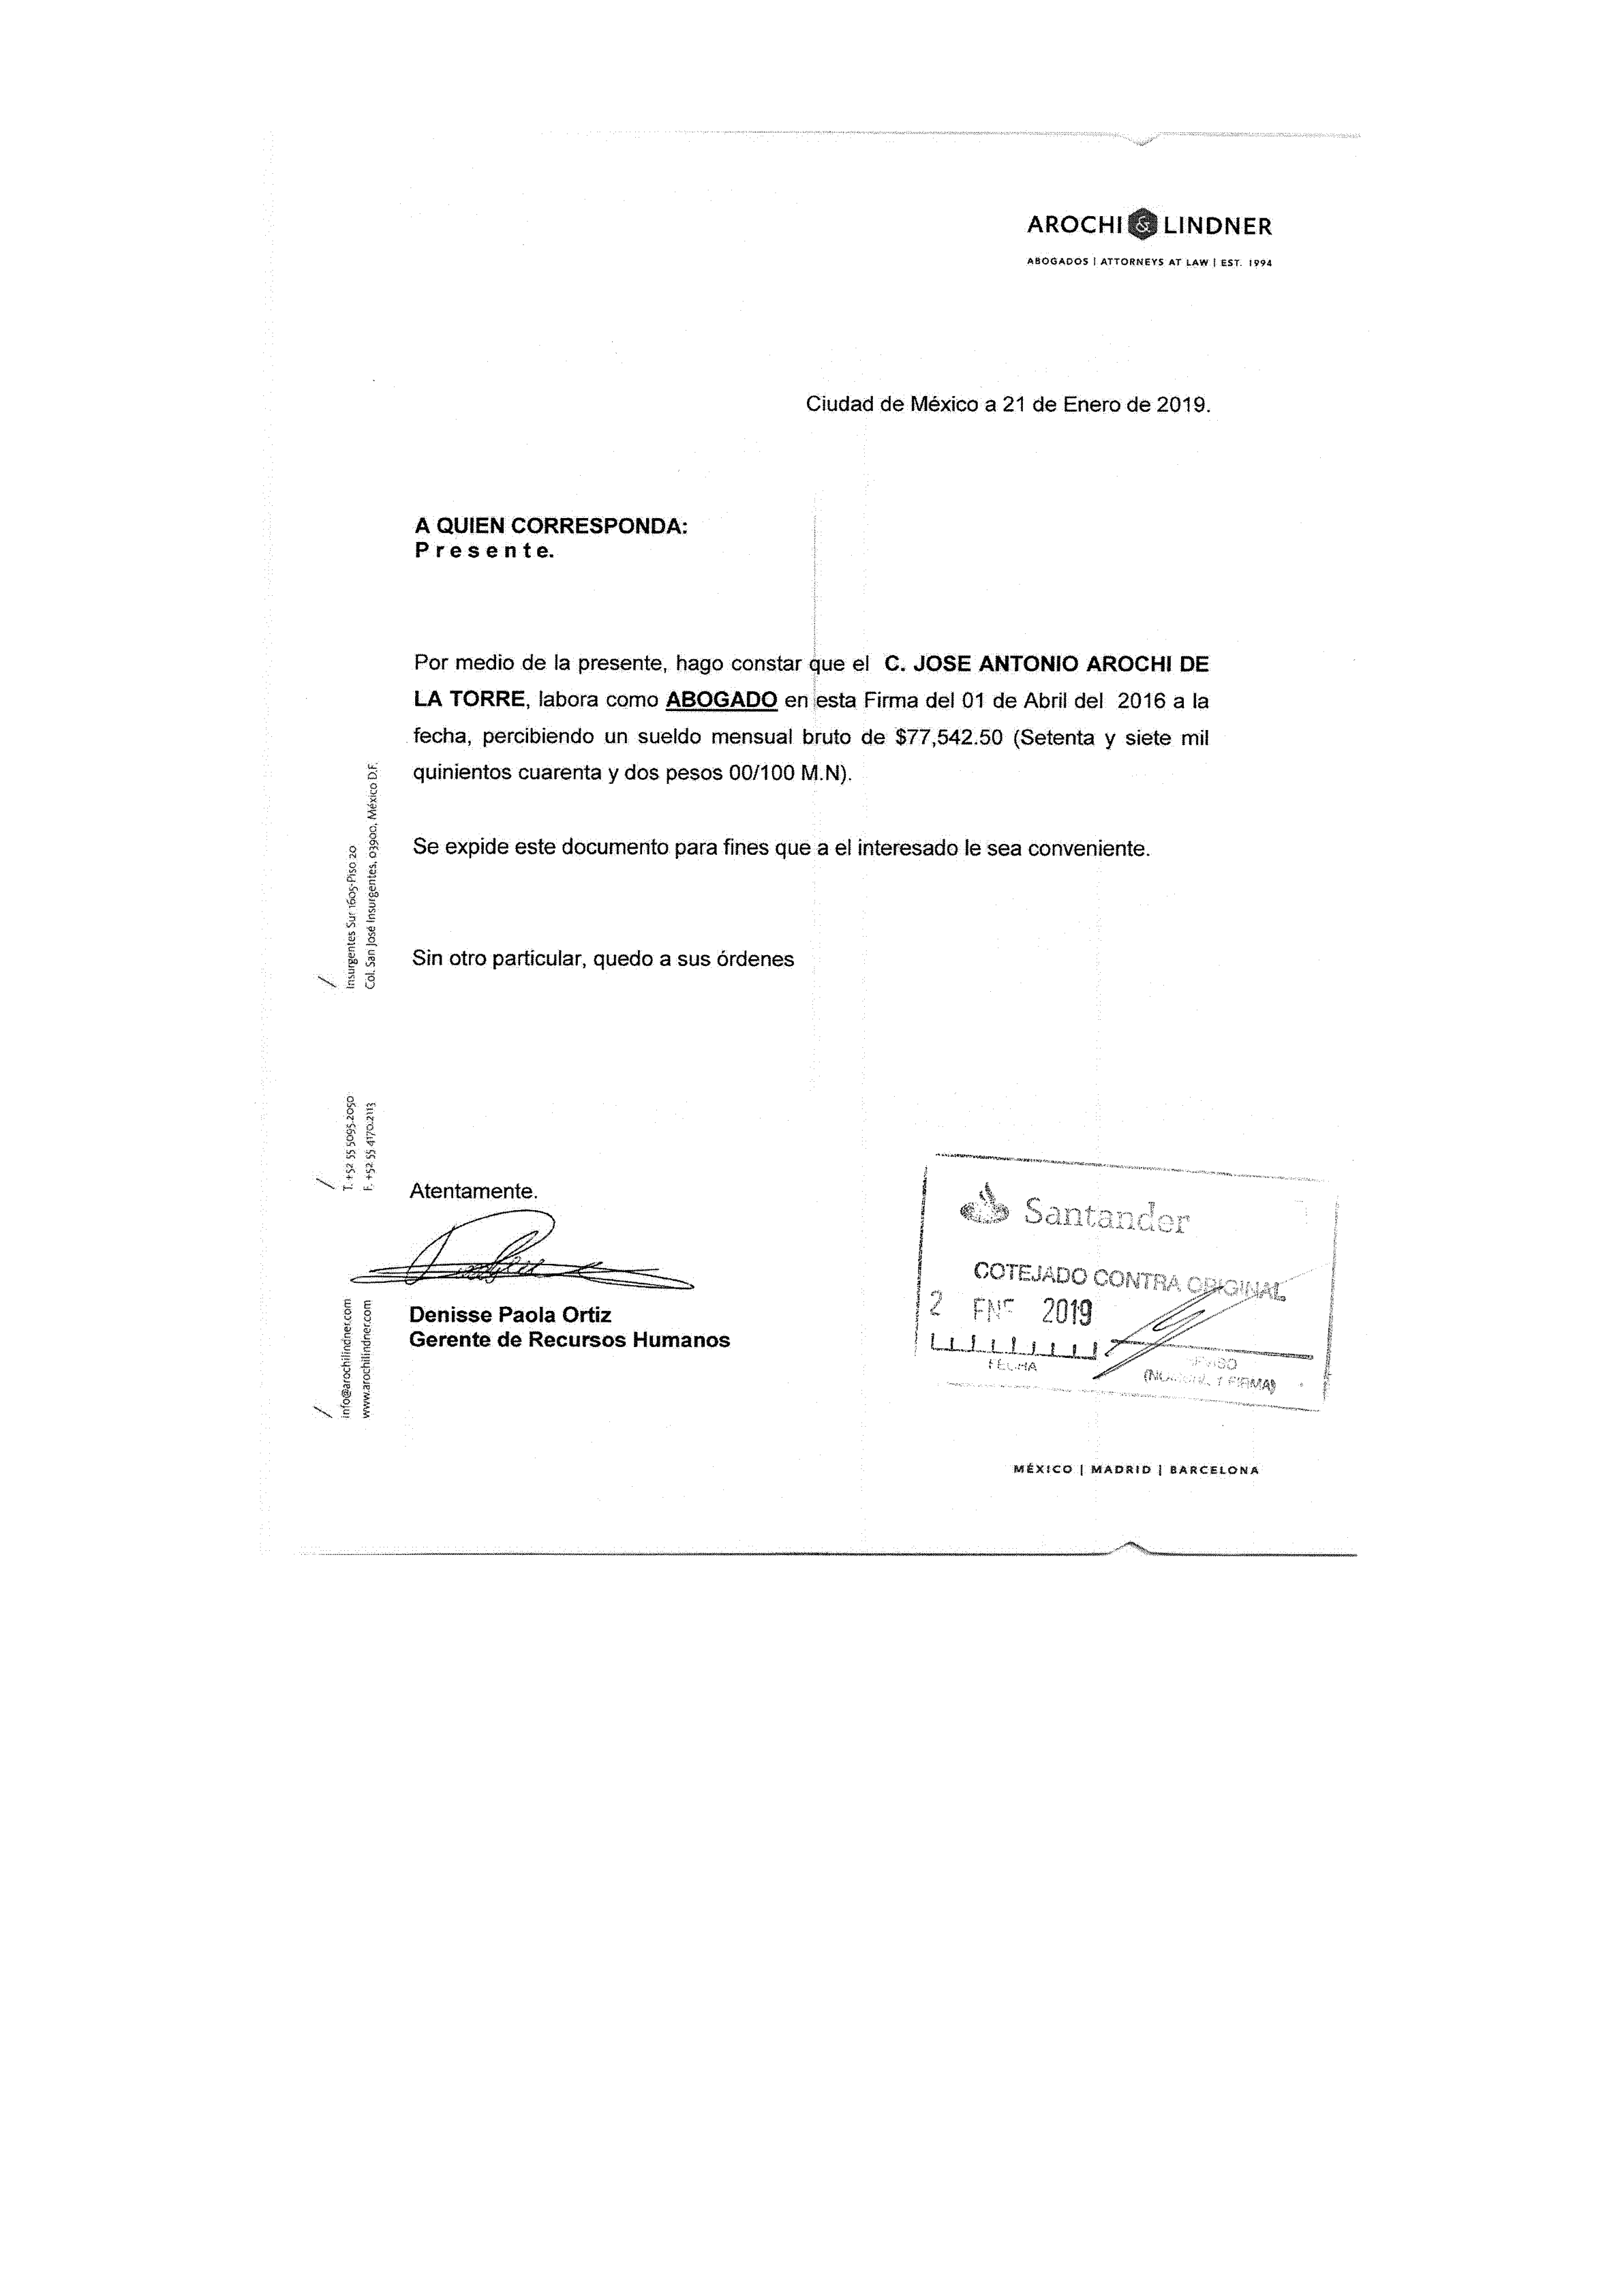 AROCHI & LINDNER
ABOGADOS | ATTORNEYS AT LAW | EST. 1994
Ciudad de México a 21 de Enero de 2019.
A QUIEN CORRESPONDA:
P r e s e n t e.
Por medio de la presente, hago constar que el C. JOSE ANTONIO AROCHI DE
LA TORRE, labora como ABOGADO en esta Firma del 01 de Abril del 2016 a la
fecha, percibiendo un sueldo mensual bruto de $77,542.50 (Setenta y siete mil
quinientos cuarenta y dos pesos 00/100 M.N).
Se expide este documento para fines que a el interesado le sea conveniente.
Sin otro particular, quedo a sus órdenes
Insurgentes Sur 1605-Piso 20
Col. San José Insurgentes, 03900, México D.F.
T. +52 55 5095.2050
F. +52 55 4170.2113
info@arochilindner.com
www.arochilindner.com
Atentamente.
Denisse Paola Ortiz
Gerente de Recursos Humanos
Santander
COTEJADO CONTRA ORIGINAL
2 ENE 2019
FECHA
Y FIRMA)
MÉXICO | MADRID | BARCELONA